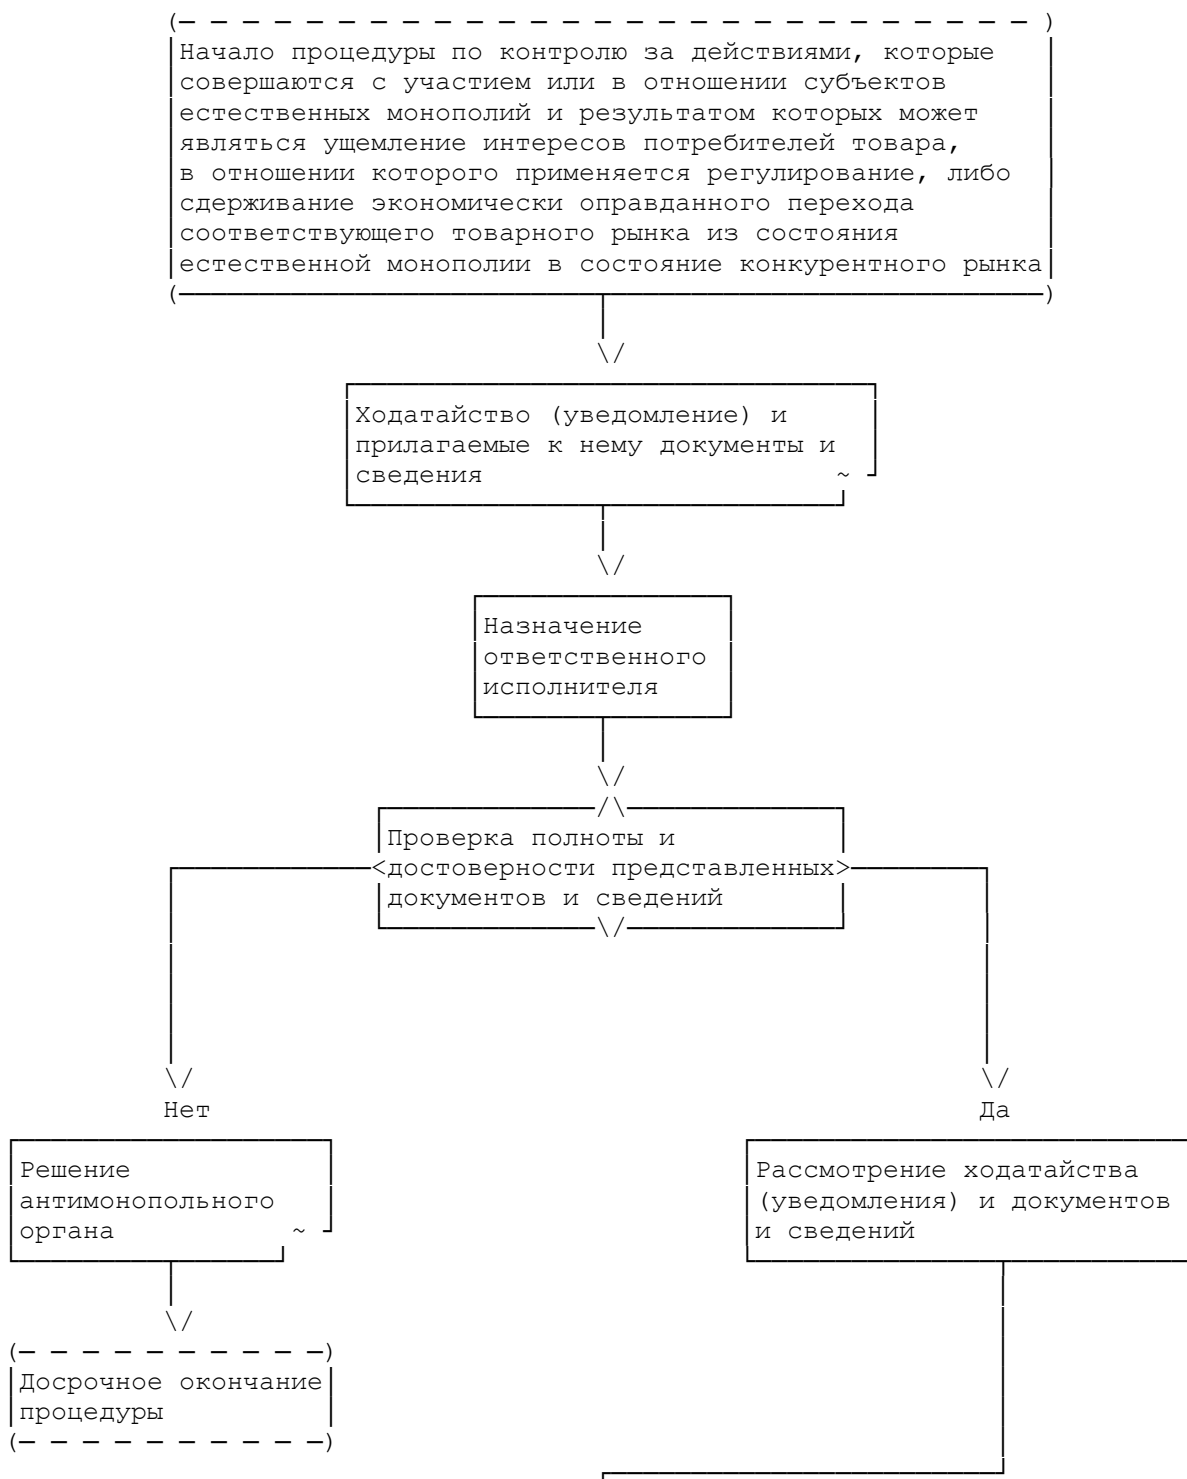 Начало процедуры по контролю за действиями, которые
совершаются с участием или в отношении субъектов
естественных монополий и результатом которых может
являться ущемление интересов потребителей товара,
в отношении которого применяется регулирование, либо
сдерживание экономически оправданного перехода
соответствующего товарного рынка из состояния
естественной монополии в состояние конкурентного рынка
Ходатайство (уведомление) и
прилагаемые к нему документы и
сведения
Назначение
ответственного
исполнителя
Проверка полноты и
достоверности представленных
документов и сведений
Нет
Да
Решение
антимонопольного
органа
Рассмотрение ходатайства
(уведомления) и документов
и сведений
Досрочное окончание
процедуры